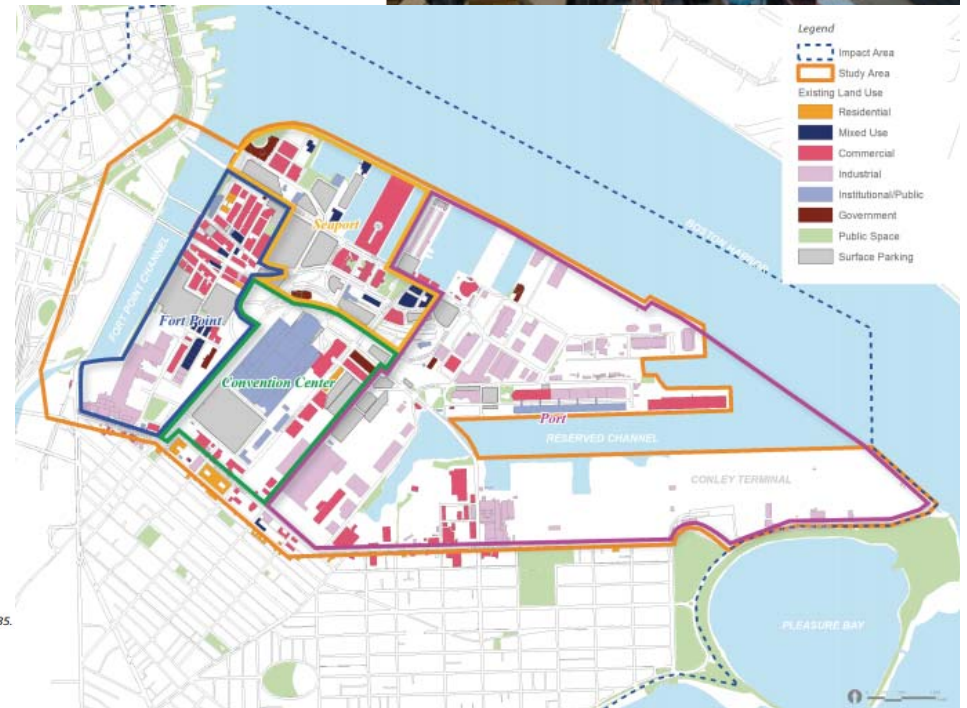 Legend
Impact Area
Study Area
Existing Land Use
Residential
Mixed Use
Commercial
Industrial
Institutional/Public
Government
Public Space
Surface Parking
BOSTON HARBOR
Seaport
FORT POINT CHANNEL
Fort Point
Convention Center
Port
RESERVED CHANNEL
CONLEY TERMINAL
PLEASURE BAY
35.